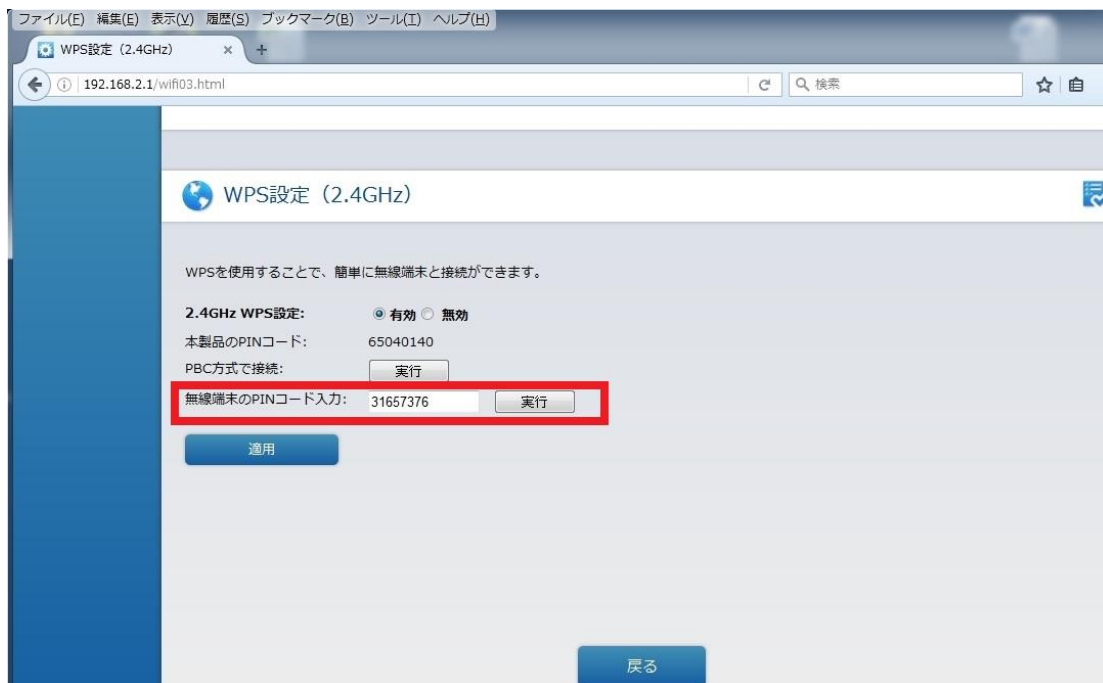 ファイル(F) 編集(E) 表示(V) 履歴(S) ブックマーク(B) ツール(T) ヘルプ(H)
WPS設定（2.4GHz） × +
192.168.2.1/wifi03.html 検索
WPS設定（2.4GHz）
WPSを使用することで、簡単に無線端末と接続ができます。
2.4GHz WPS設定: 有効 無効
本製品のPINコード: 65040140
PBC方式で接続: 実行
無線端末のPINコード入力: 31657376 実行
適用
戻る